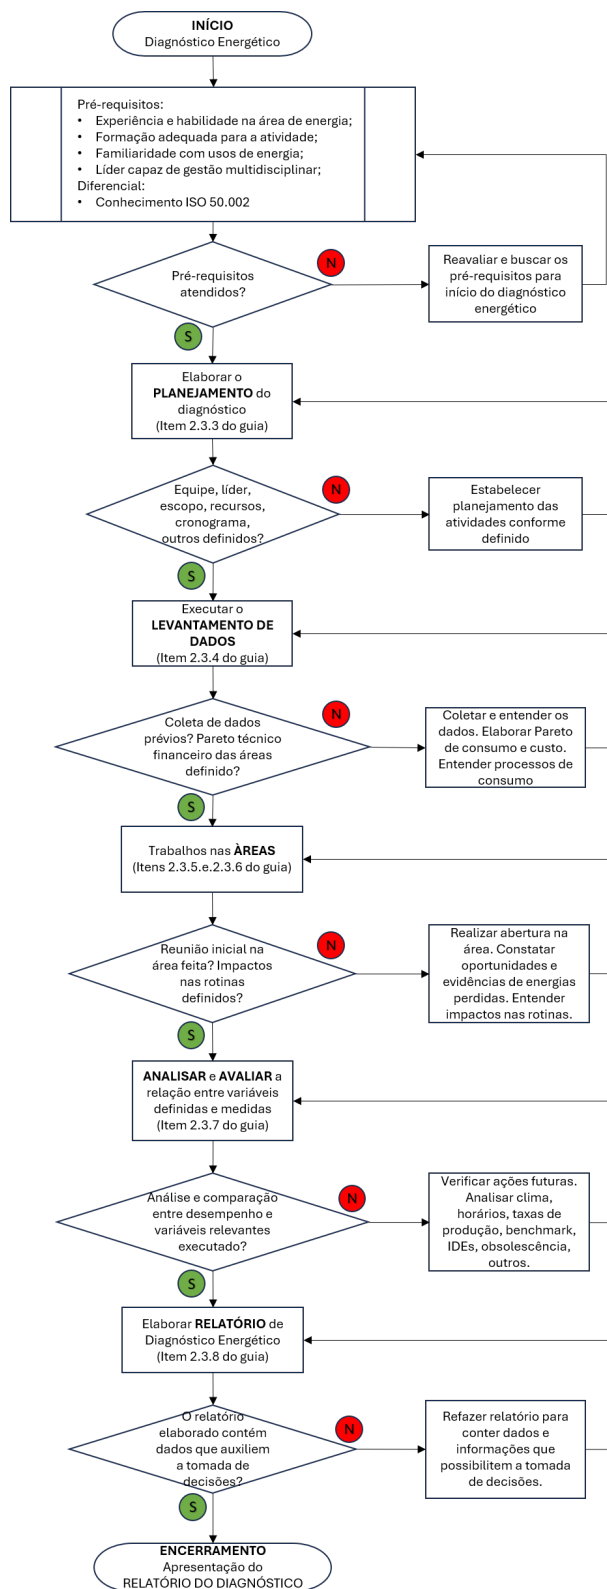 INÍCIO
Diagnóstico Energético
Pré-requisitos:
• Experiência e habilidade na área de energia;
• Formação adequada para a atividade;
• Familiaridade com usos de energia;
• Líder capaz de gestão multidisciplinar;
Diferencial:
• Conhecimento ISO 50.002
Pré-requisitos
atendidos?
N
Reavaliar e buscar os
pré-requisitos para
início do diagnóstico
energético
S
Elaborar o
PLANEJAMENTO do
diagnóstico
(Item 2.3.3 do guia)
Equipe, líder,
escopo, recursos,
cronograma,
outros definidos?
N
Estabelecer
planejamento das
atividades conforme
definido
S
Executar o
LEVANTAMENTO DE
DADOS
(Item 2.3.4 do guia)
Coleta de dados
prévios? Pareto técnico
financeiro das áreas
definido?
N
Coletar e entender os
dados. Elaborar Pareto
de consumo e custo.
Entender processos de
consumo
S
Trabalhos nas ÀREAS
(Itens 2.3.5.e.2.3.6 do guia)
Reunião inicial na
área feita? Impactos
nas rotinas
definidos?
N
Realizar abertura na
área. Constatar
oportunidades e
evidências de energias
perdidas. Entender
impactos nas rotinas.
S
ANALISAR e AVALIAR a
relação entre variáveis
definidas e medidas
(Item 2.3.7 do guia)
Análise e comparação
entre desempenho e
variáveis relevantes
executado?
N
Verificar ações futuras.
Analisar clima,
horários, taxas de
produção, benchmark,
IDEs, obsolescência,
outros.
S
Elaborar RELATÓRIO de
Diagnóstico Energético
(Item 2.3.8 do guia)
O relatório
elaborado contém
dados que auxiliem
a tomada de
decisões?
N
Refazer relatório para
conter dados e
informações que
possibilitem a tomada
de decisões.
S
ENCERRAMENTO
Apresentação do
RELATÓRIO DO DIAGNÓSTICO